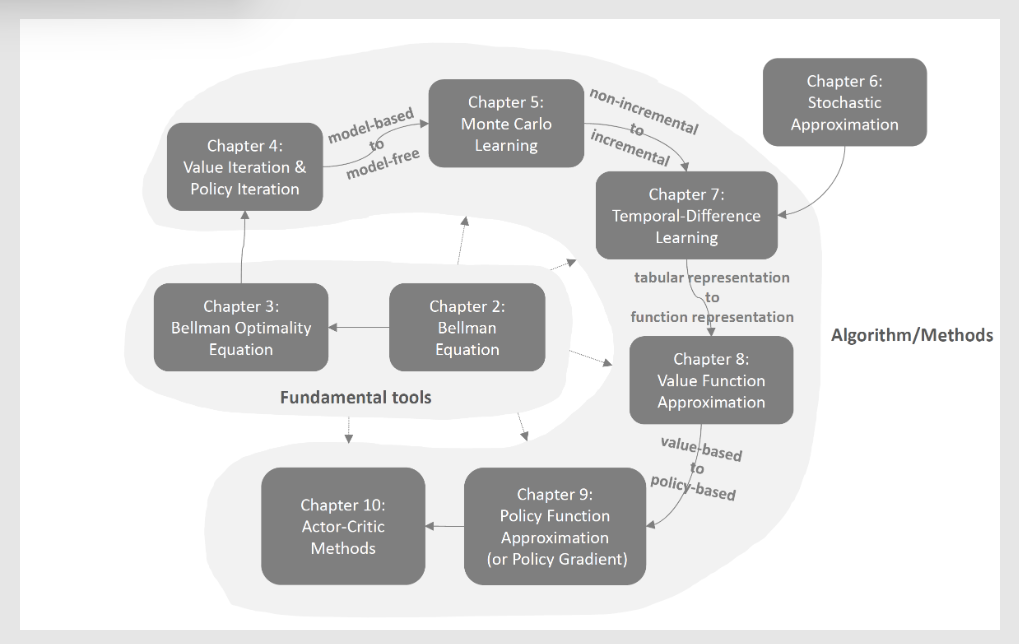 Chapter 6:
Stochastic
Approximation
Chapter 5:
Monte Carlo
Learning
non-incremental
to
incremental
model-based
to
model-free
Chapter 4:
Value Iteration &
Policy Iteration
Chapter 7:
Temporal-Difference
Learning
tabular representation
to
function representation
Chapter 3:
Bellman Optimality
Equation
Chapter 2:
Bellman
Equation
Algorithm/Methods
Fundamental tools
Chapter 8:
Value Function
Approximation
value-based
to
policy-based
Chapter 10:
Actor-Critic
Methods
Chapter 9:
Policy Function
Approximation
(or Policy Gradient)